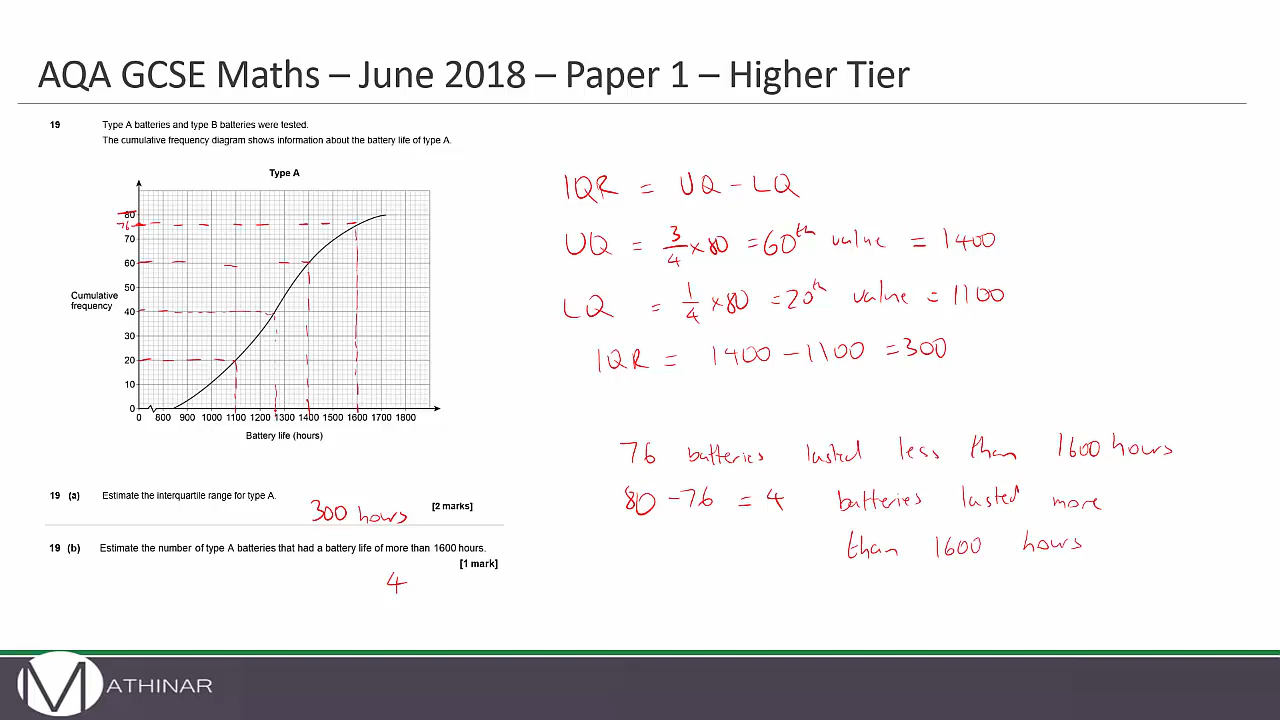 AQA GCSE Maths – June 2018 – Paper 1 – Higher Tier
19 Type A batteries and type B batteries were tested.
The cumulative frequency diagram shows information about the battery life of type A.
Type A
80
76
70
60
50
40
30
20
10
0
Cumulative
frequency
0 800 900 1000 1100 1200 1300 1400 1500 1600 1700 1800
Battery life (hours)
19 (a) Estimate the interquartile range for type A.
[2 marks]
300 hours
19 (b) Estimate the number of type A batteries that had a battery life of more than 1600 hours.
[1 mark]
4
IQR = UQ - LQ
UQ = 3/4 × 80 = 60th value = 1400
LQ = 1/4 × 80 = 20th value = 1100
IQR = 1400 - 1100 = 300
76 batteries lasted less than 1600 hours
80 - 76 = 4 batteries lasted more
than 1600 hours
MATHINAR